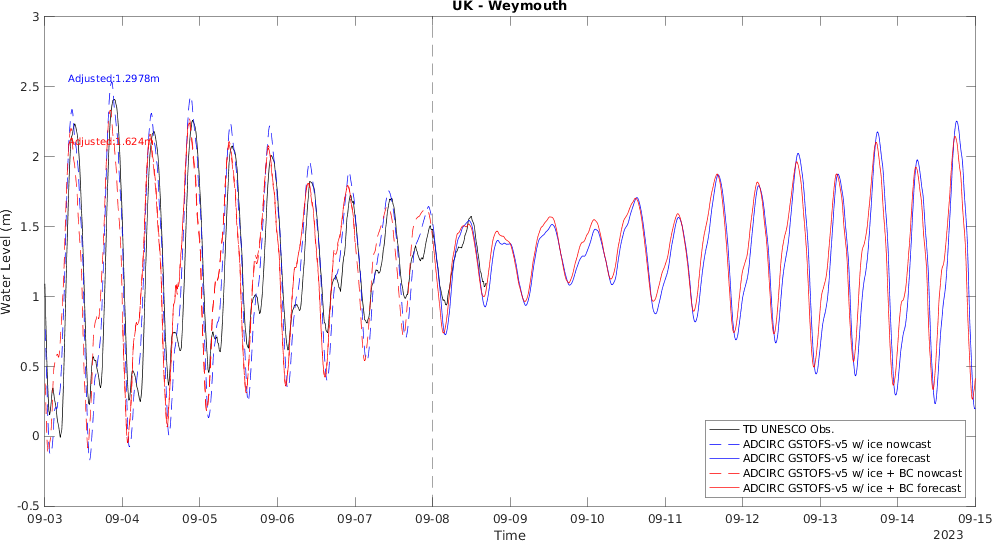 UK - Weymouth
3
2.5
2
1.5
1
0.5
0
-0.5
Water Level (m)
Adjusted:1.2978m
Adjusted:1.624m
TD UNESCO Obs.
ADCIRC GSTOFS-v5 w/ ice nowcast
ADCIRC GSTOFS-v5 w/ ice forecast
ADCIRC GSTOFS-v5 w/ ice + BC nowcast
ADCIRC GSTOFS-v5 w/ ice + BC forecast
09-03 09-04 09-05 09-06 09-07 09-08 09-09 09-10 09-11 09-12 09-13 09-14 09-15
Time
2023